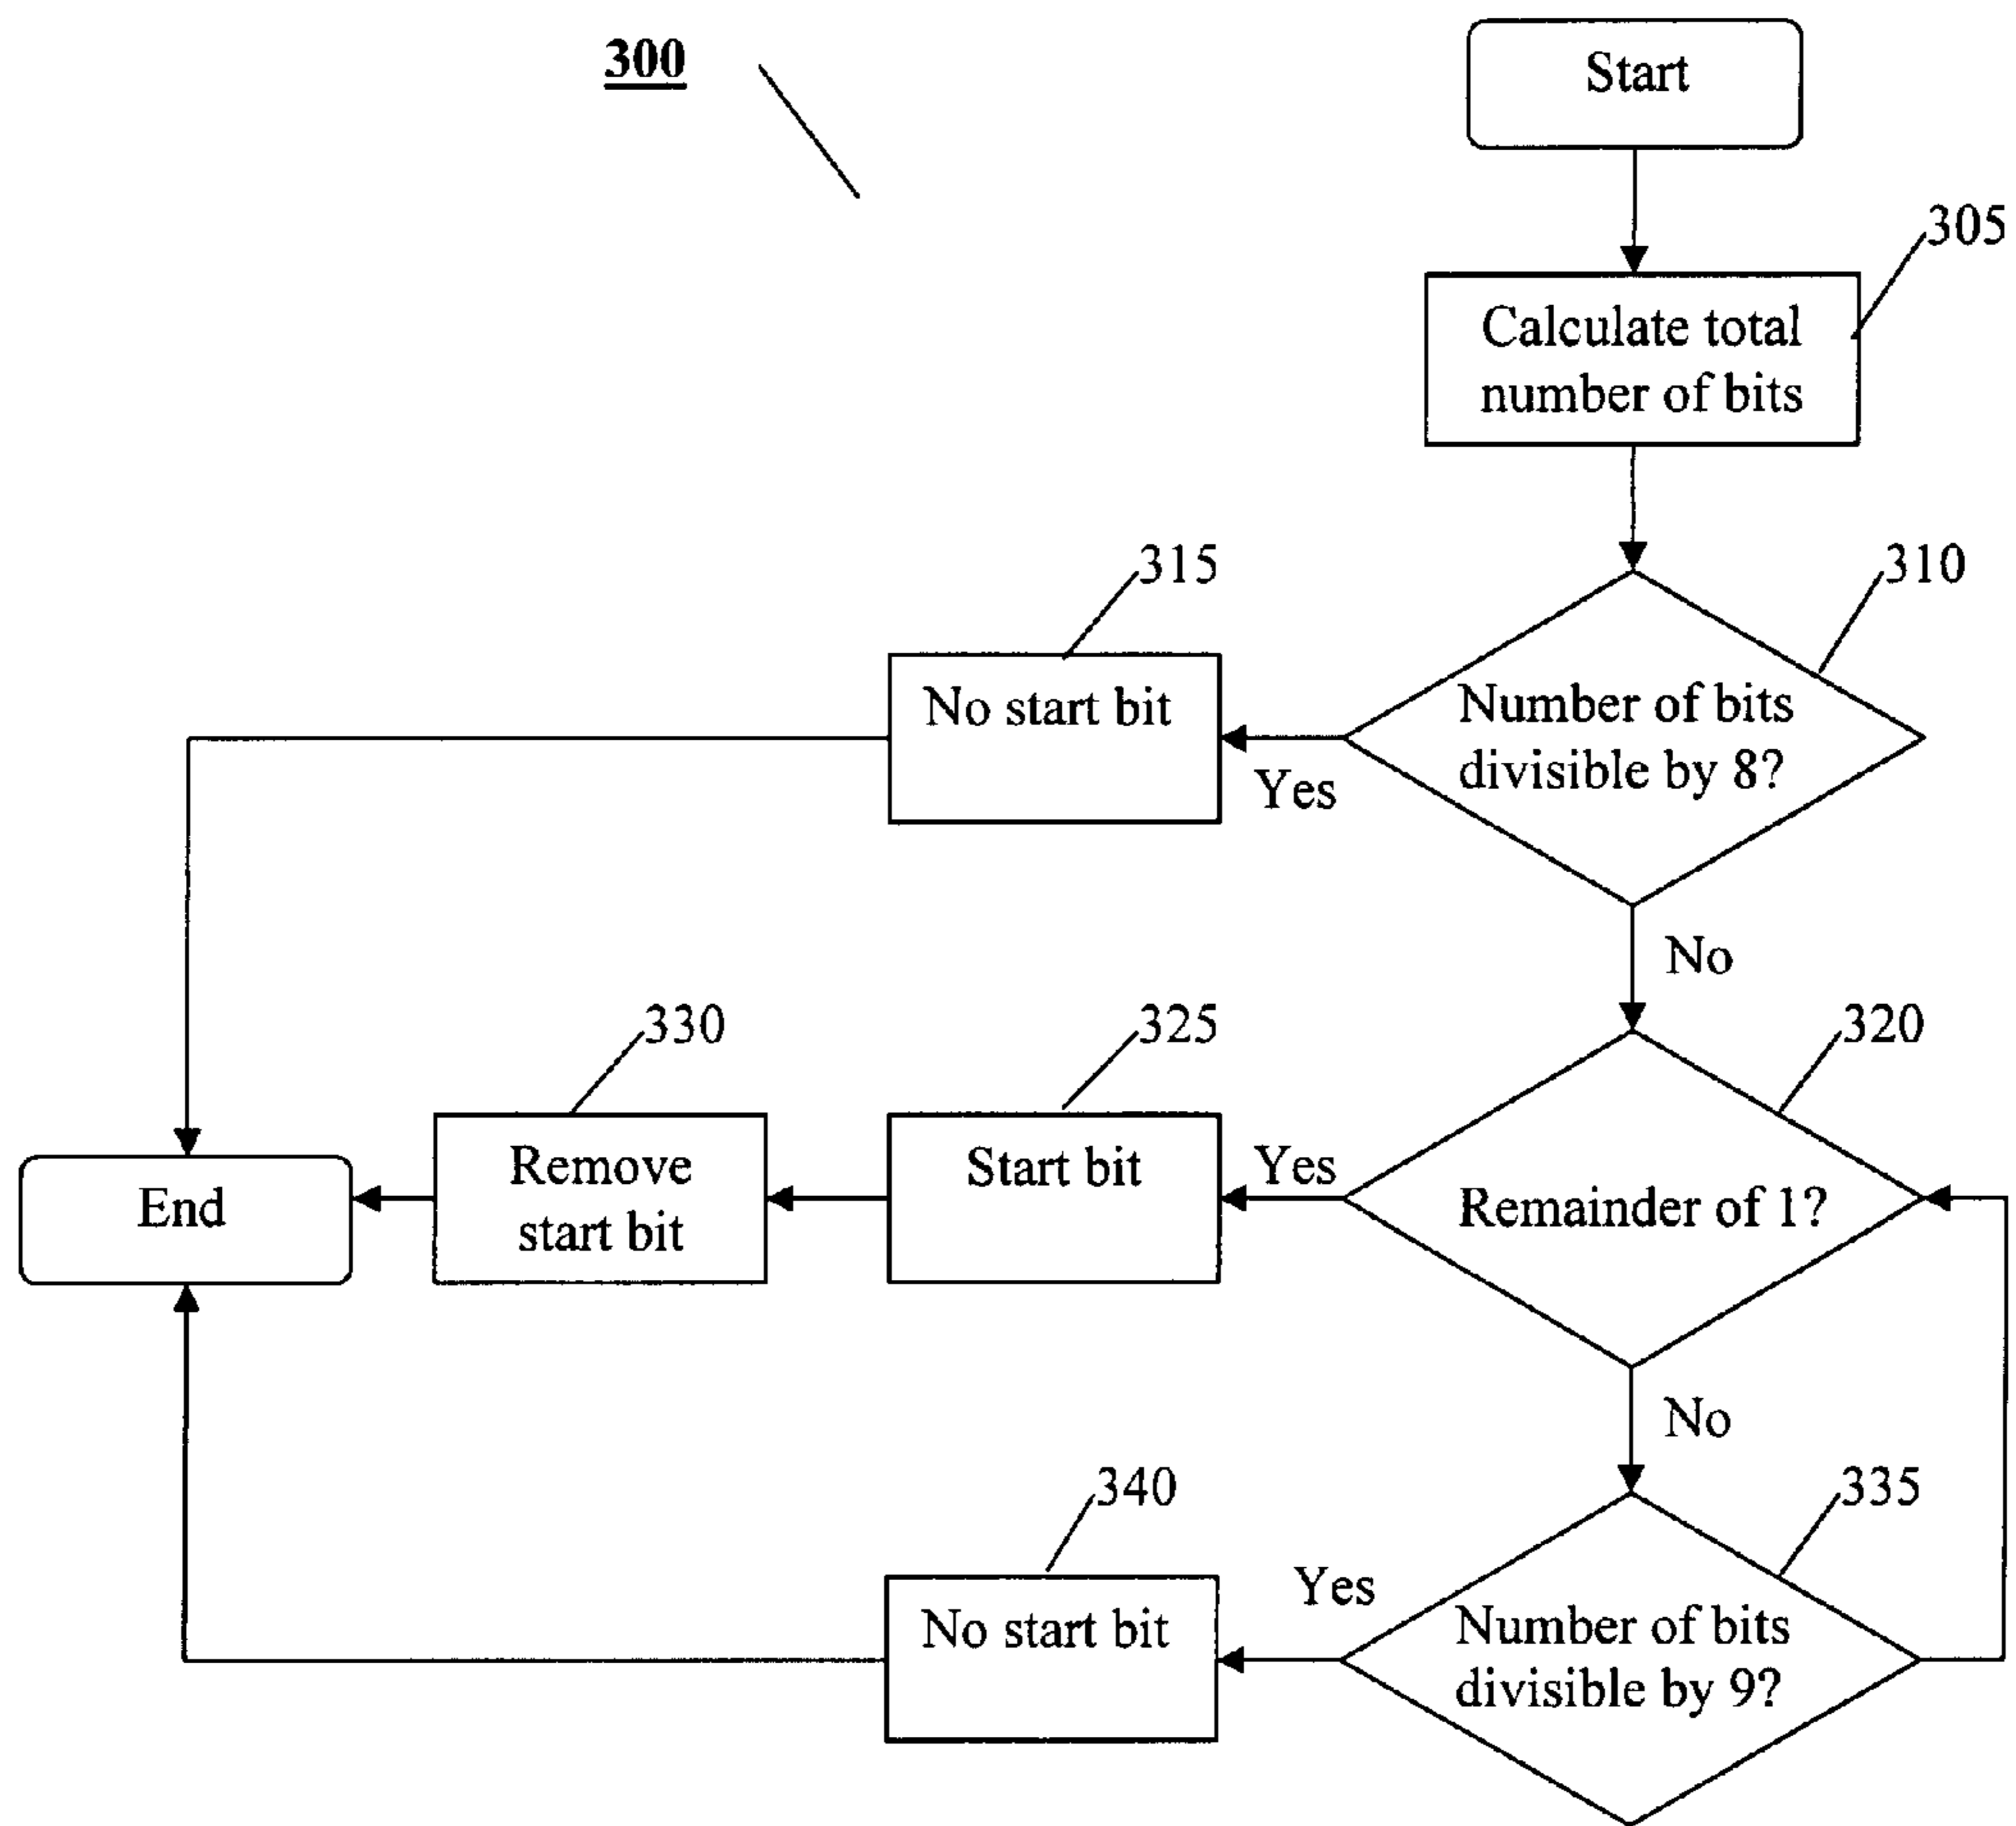 300
Start
305
Calculate total
number of bits
315
310
No start bit
Number of bits
divisible by 8?
Yes
No
330
325
320
End
Remove
start bit
Start bit
Yes
Remainder of 1?
No
340
335
No start bit
Yes
Number of bits
divisible by 9?